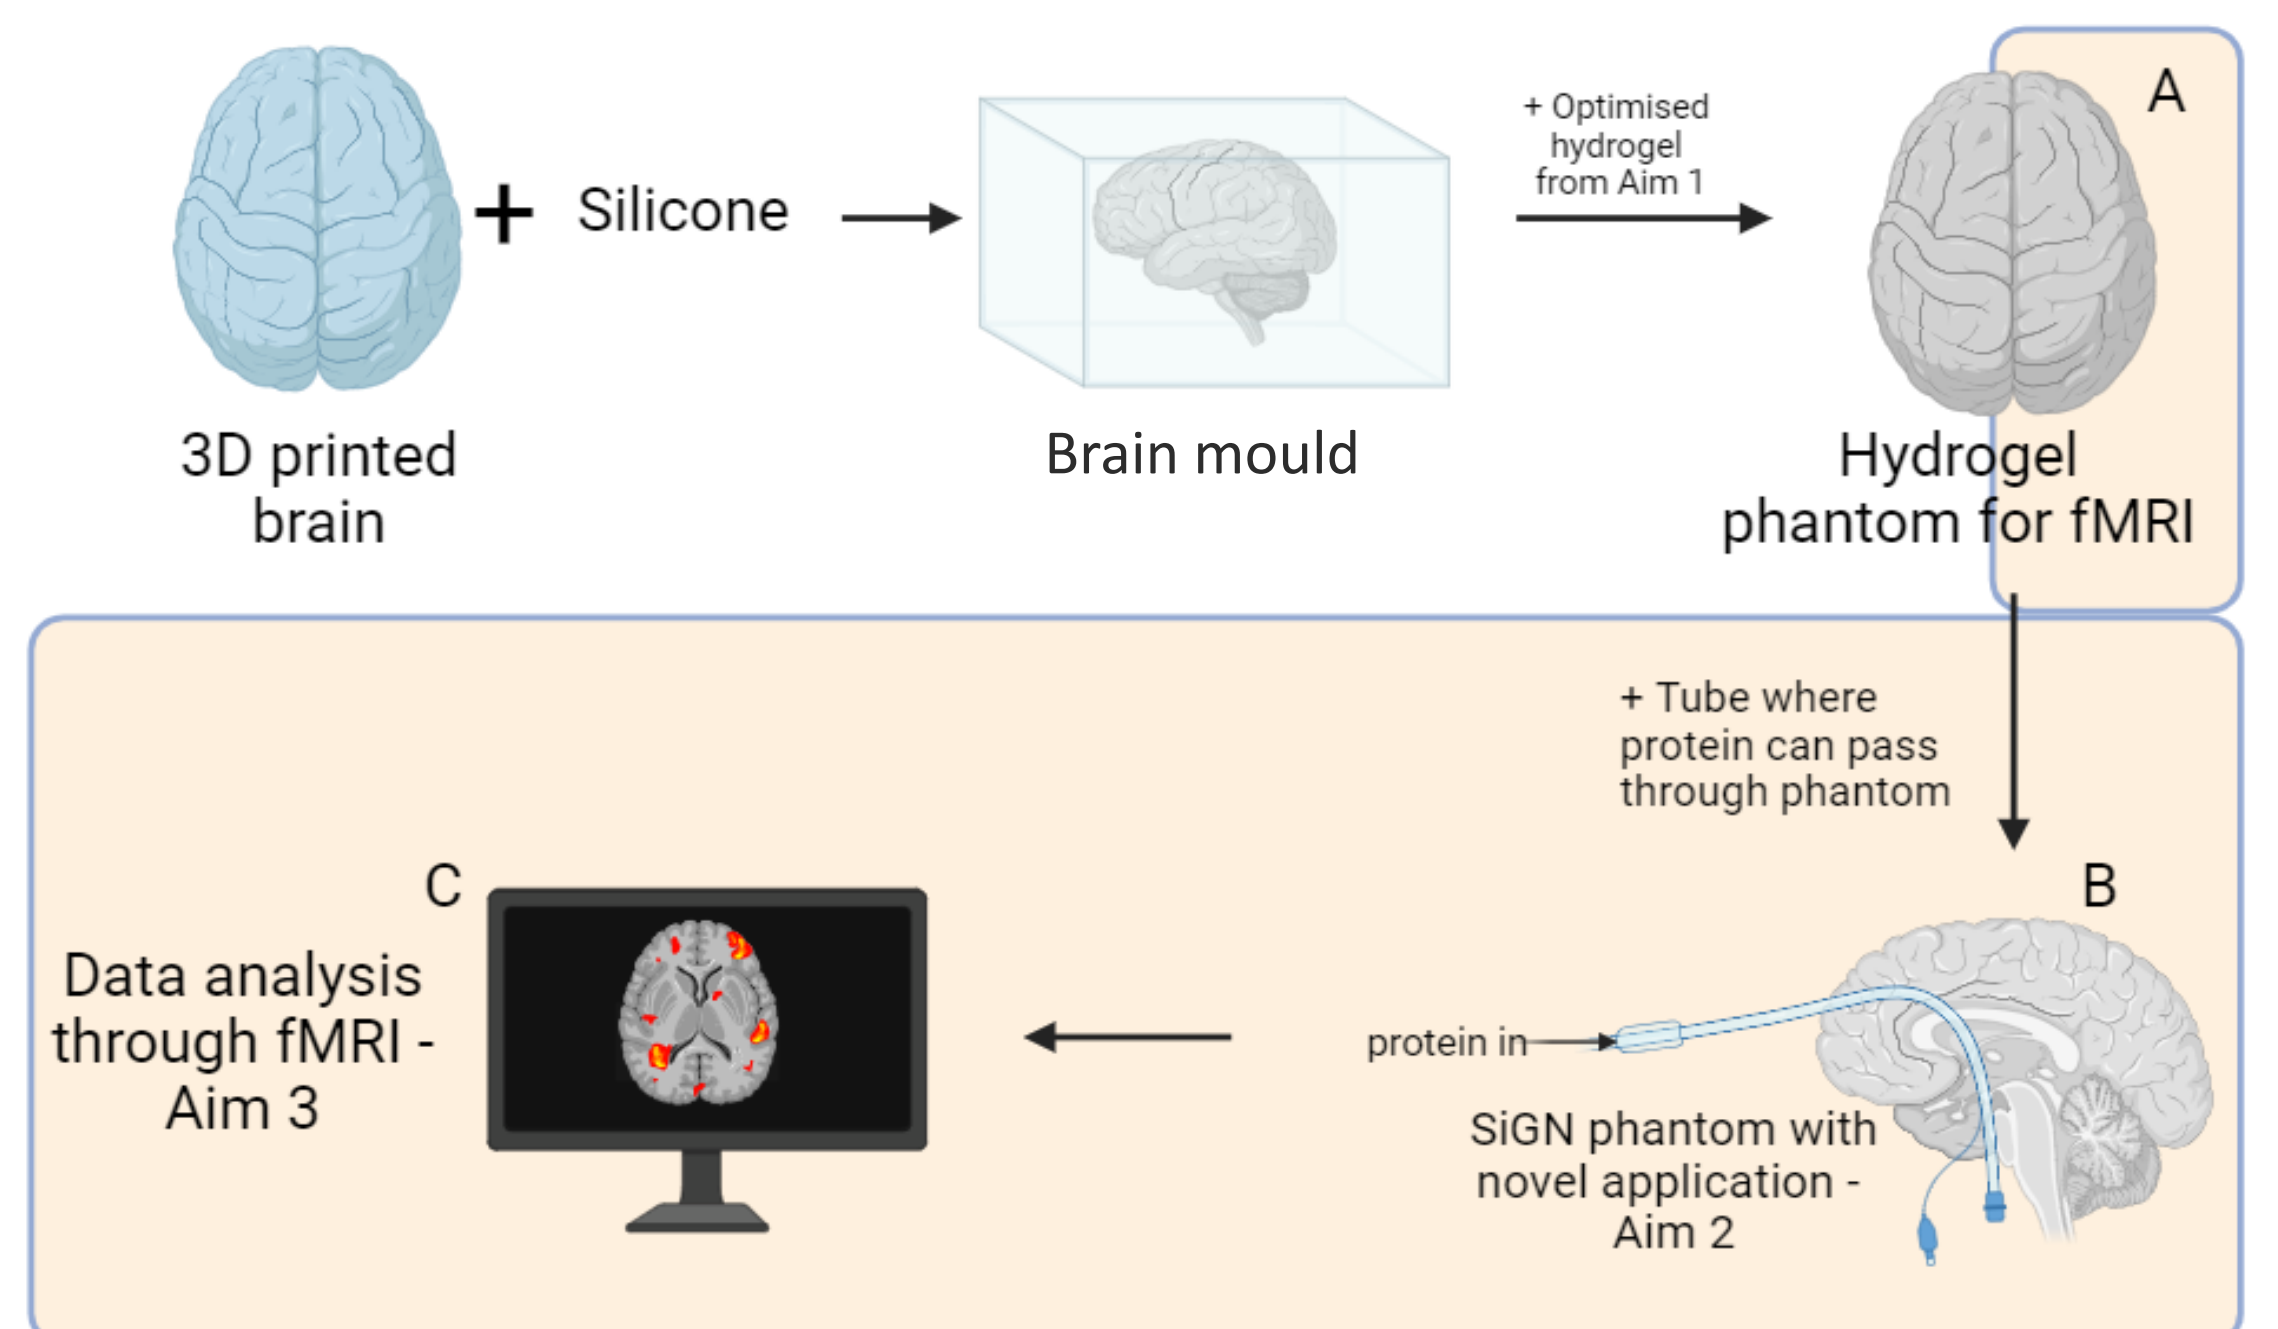 + Optimised
hydrogel
from Aim 1
A
+
Silicone
3D printed
brain
Brain mould
Hydrogel
phantom for fMRI
+ Tube where
protein can pass
through phantom
B
protein in
SiGN phantom with
novel application -
Aim 2
C
Data analysis
through fMRI -
Aim 3